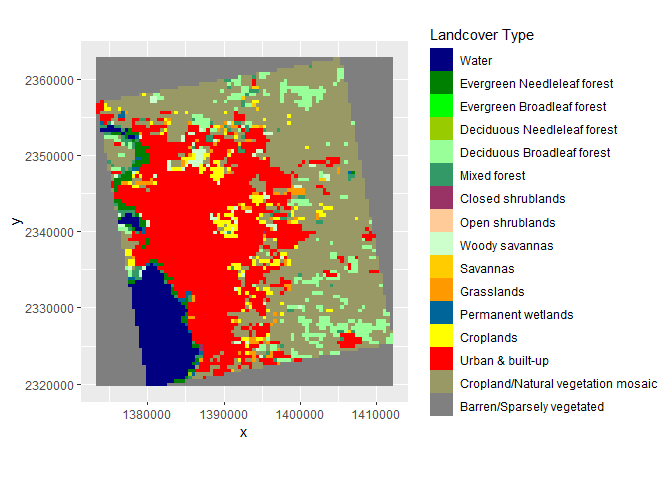 Landcover Type
Water
Evergreen Needleleaf forest
Evergreen Broadleaf forest
Deciduous Needleleaf forest
Deciduous Broadleaf forest
Mixed forest
Closed shrublands
Open shrublands
Woody savannas
Savannas
Grasslands
Permanent wetlands
Croplands
Urban & built-up
Cropland/Natural vegetation mosaic
Barren/Sparsely vegetated
y
2360000
2350000
2340000
2330000
2320000
1380000 1390000 1400000 1410000
x